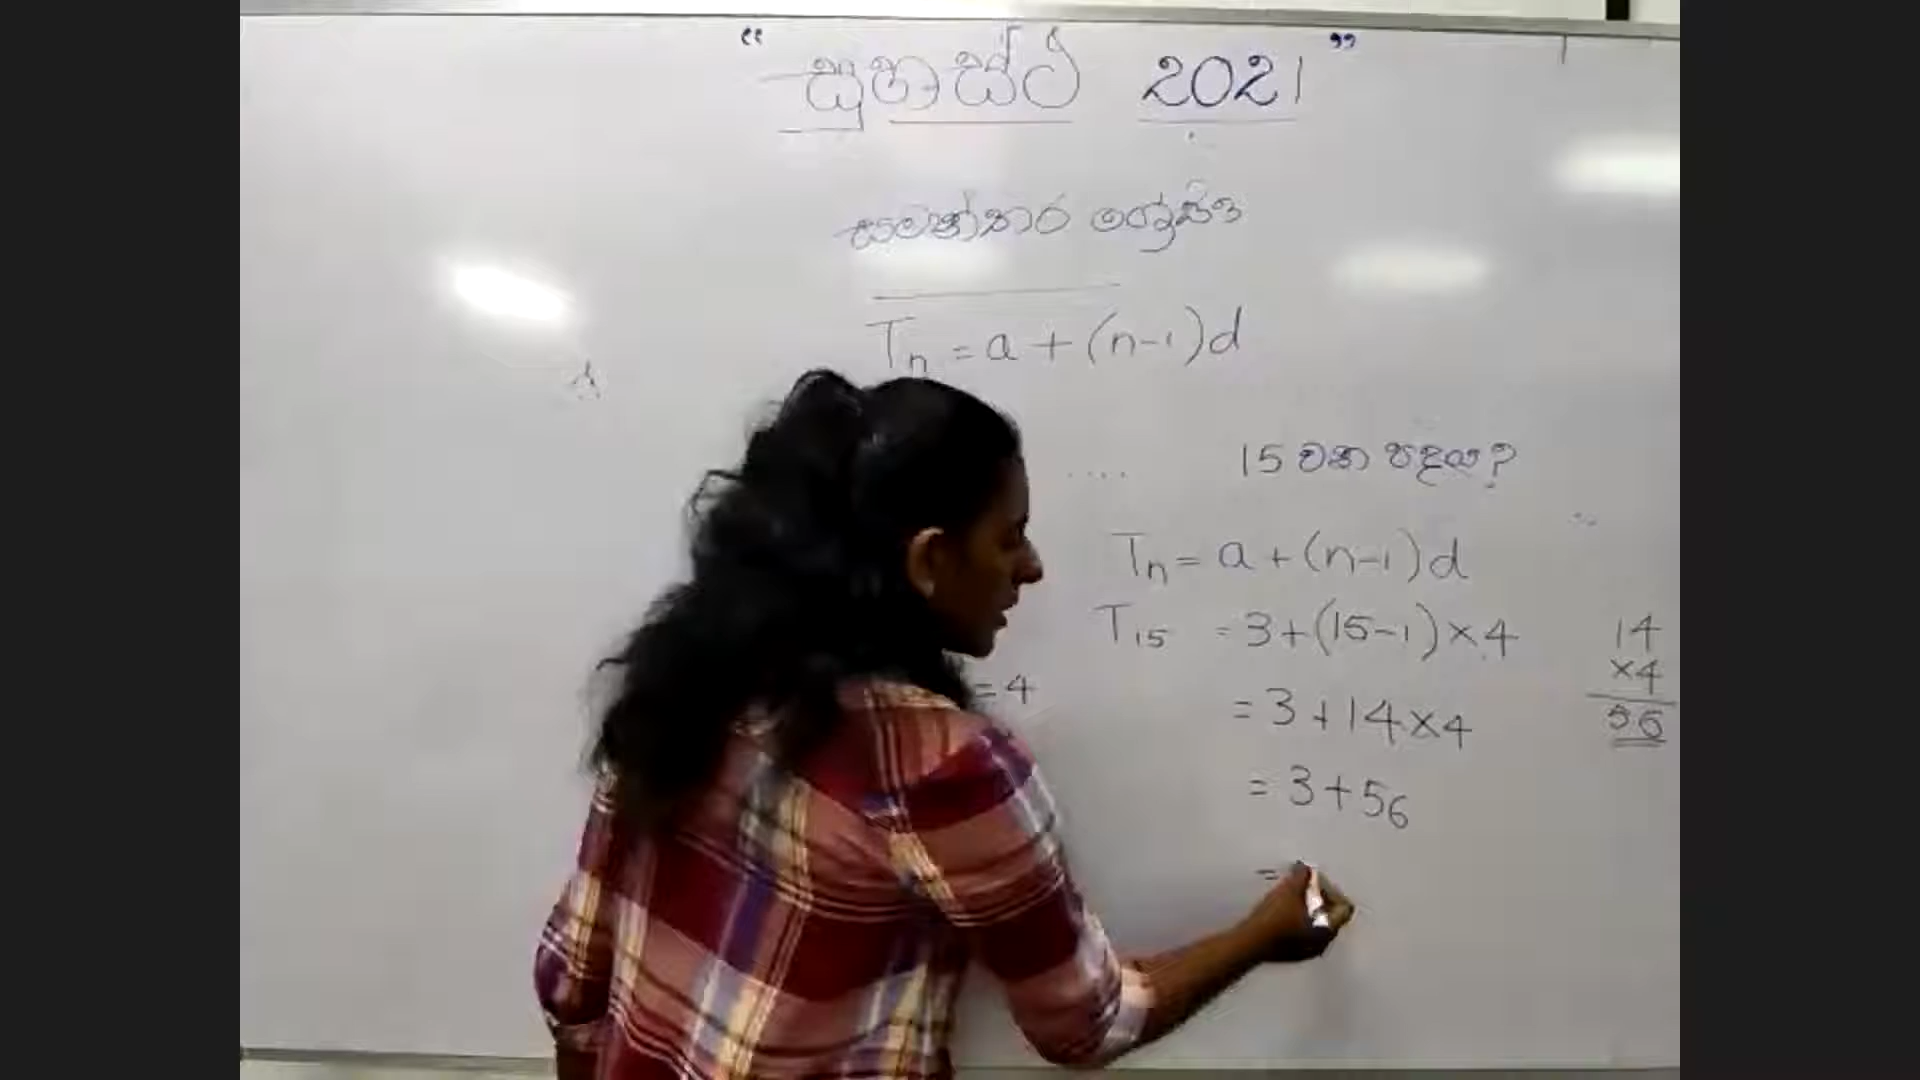 “ සුහස්ථ 2021 ”
සමාන්තර ශ්‍රේඪි
Tn = a + (n-1)d
.... 15 වන පදය?
Tn = a + (n-1)d
T15 = 3+(15-1)×4
= 4
= 3+14×4
= 3+56
=
14
×4
56